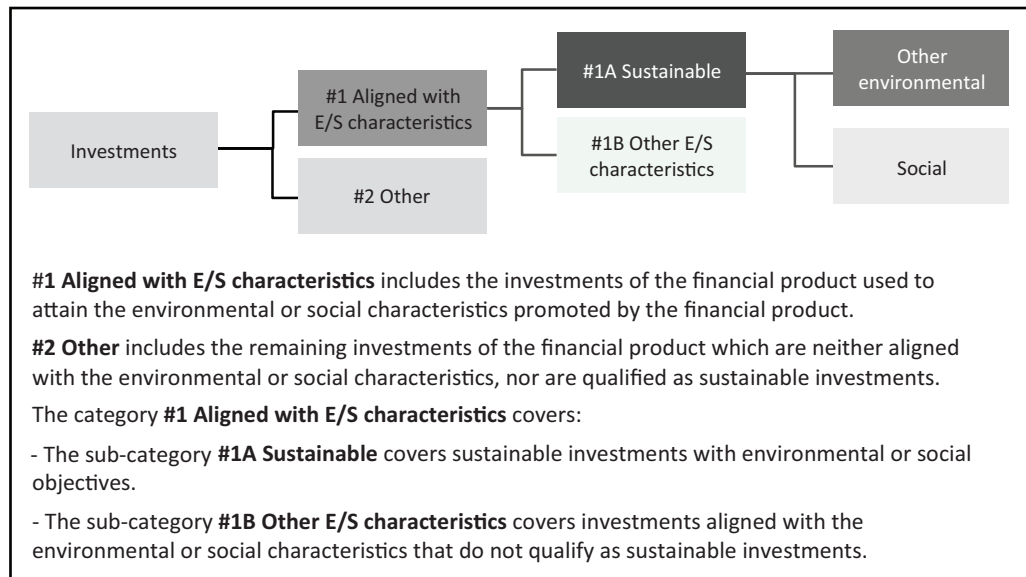 Investments
#1 Aligned with
E/S characteristics
#2 Other
#1A Sustainable
#1B Other E/S
characteristics
Other
environmental
Social
#1 Aligned with E/S characteristics includes the investments of the financial product used to
attain the environmental or social characteristics promoted by the financial product.
#2 Other includes the remaining investments of the financial product which are neither aligned
with the environmental or social characteristics, nor are qualified as sustainable investments.
The category #1 Aligned with E/S characteristics covers:
- The sub-category #1A Sustainable covers sustainable investments with environmental or social
objectives.
- The sub-category #1B Other E/S characteristics covers investments aligned with the
environmental or social characteristics that do not qualify as sustainable investments.